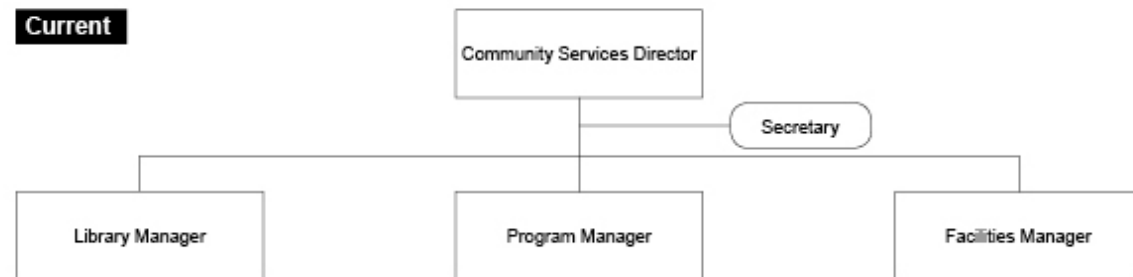 Current
Community Services Director
Secretary
Library Manager
Program Manager
Facilities Manager